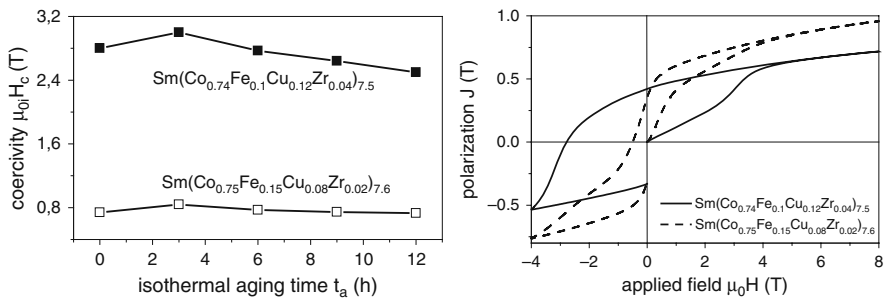 3,2
2,4
1,6
0,8
coercivity μ₀ᵢH_c (T)
Sm(Co₀.₇₄Fe₀.₁Cu₀.₁₂Zr₀.₀₄)₇.₅
Sm(Co₀.₇₅Fe₀.₁₅Cu₀.₀₈Zr₀.₀₂)₇.₆
0 2 4 6 8 10 12
isothermal aging time tₐ (h)
1.0
0.5
0.0
−0.5
polarization J (T)
Sm(Co₀.₇₄Fe₀.₁Cu₀.₁₂Zr₀.₀₄)₇.₅
Sm(Co₀.₇₅Fe₀.₁₅Cu₀.₀₈Zr₀.₀₂)₇.₆
−4 −2 0 2 4 6 8
applied field μ₀H (T)